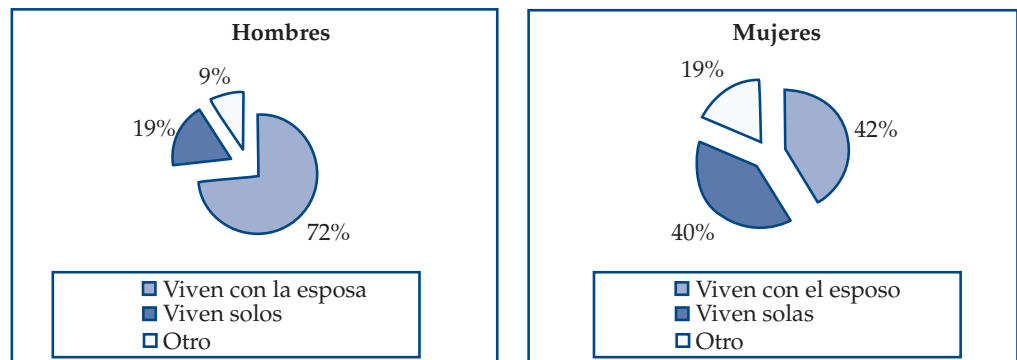 Hombres
9%
19%
72%
Viven con la esposa
Viven solos
Otro
Mujeres
19%
42%
40%
Viven con el esposo
Viven solas
Otro